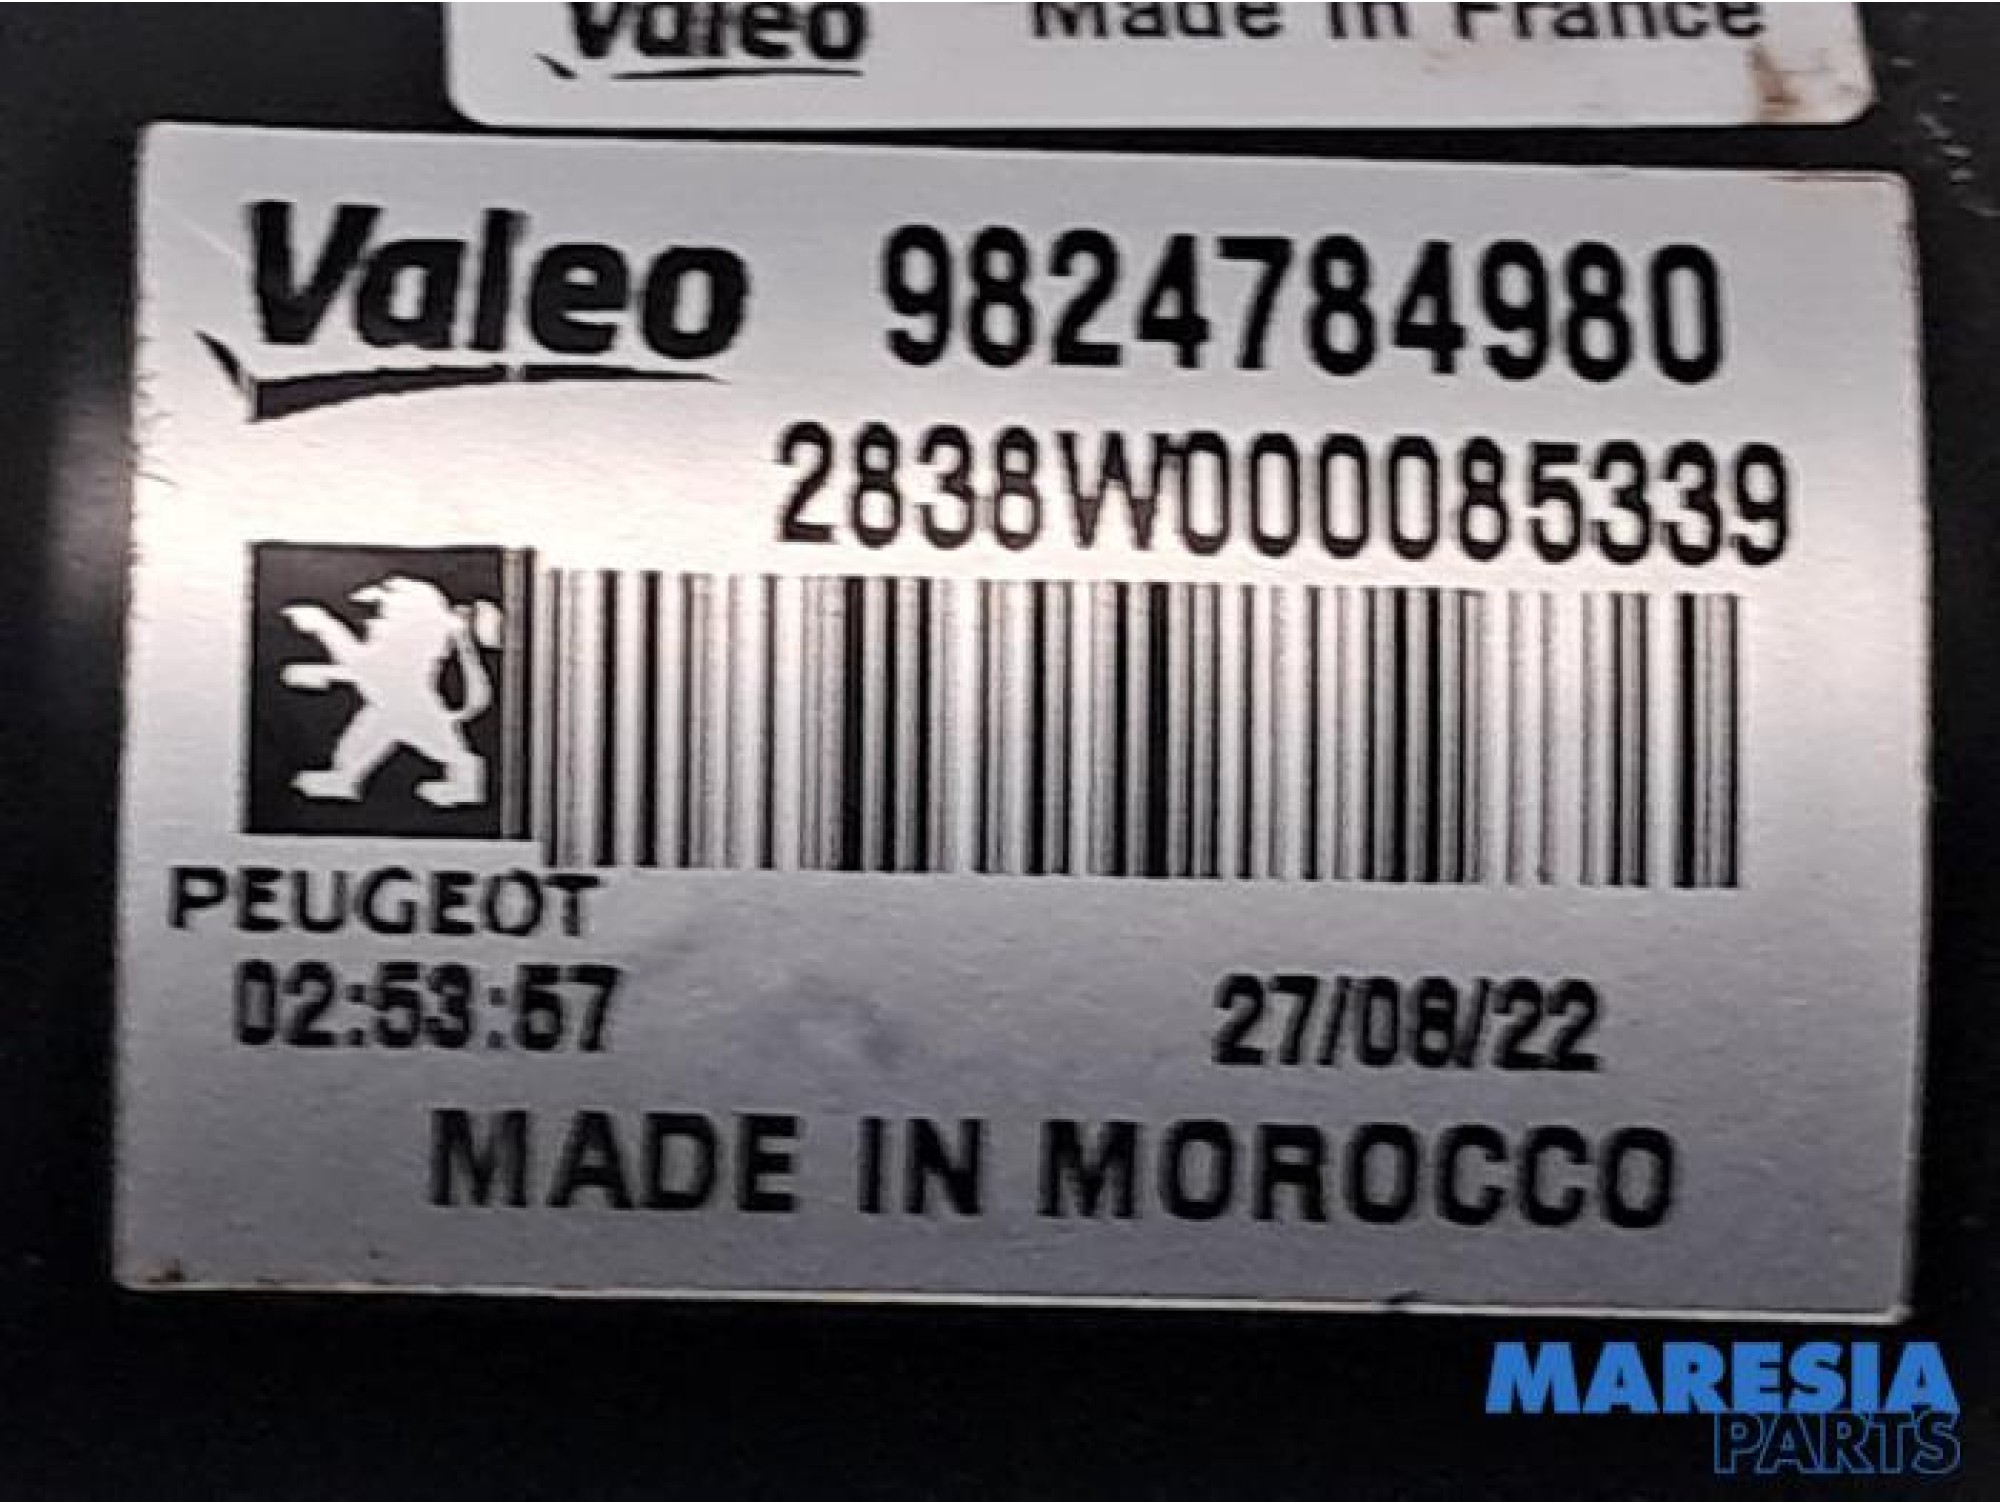 Valeo Made in France
Valeo 9824784980
2838W000085339
PEUGEOT
02:53:57 27/08/22
MADE IN MOROCCO
MARESIA
PARTS